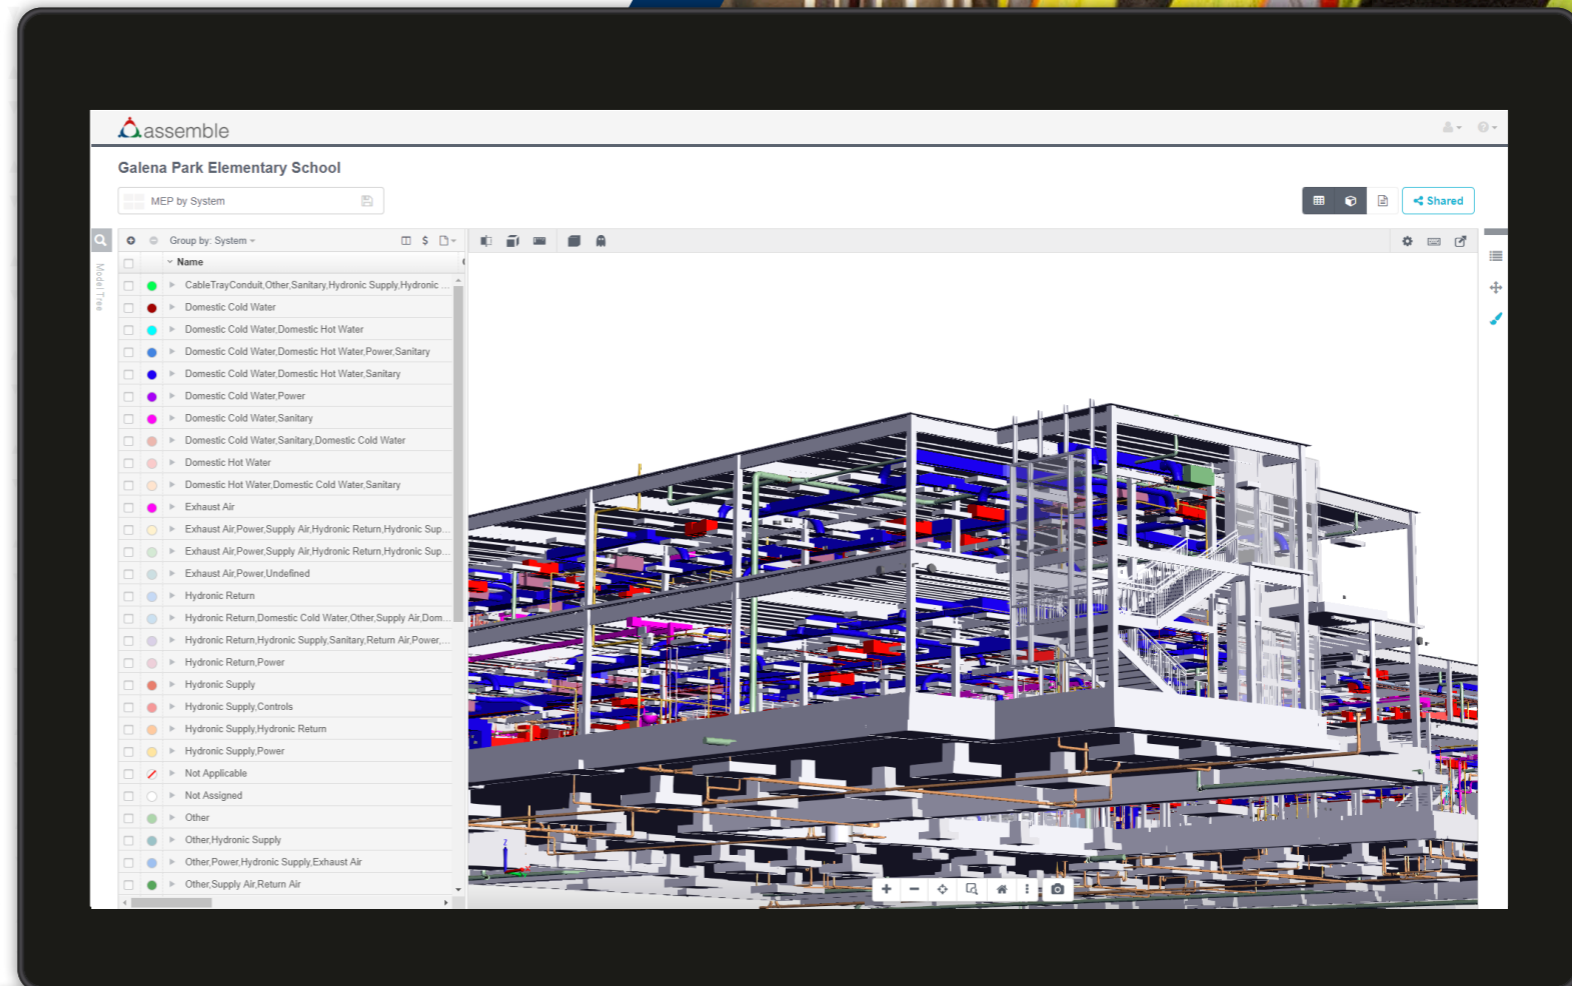 assemble
Galena Park Elementary School
MEP by System
Shared
Group by: System
$
Model Tree
Name
CableTrayConduit,Other,Sanitary,Hydronic Supply,Hydronic ...
Domestic Cold Water
Domestic Cold Water,Domestic Hot Water
Domestic Cold Water,Domestic Hot Water,Power,Sanitary
Domestic Cold Water,Domestic Hot Water,Sanitary
Domestic Cold Water,Power
Domestic Cold Water,Sanitary
Domestic Cold Water,Sanitary,Domestic Cold Water
Domestic Hot Water
Domestic Hot Water,Domestic Cold Water,Sanitary
Exhaust Air
Exhaust Air,Power,Supply Air,Hydronic Return,Hydronic Sup...
Exhaust Air,Power,Supply Air,Hydronic Return,Hydronic Sup...
Exhaust Air,Power,Undefined
Hydronic Return
Hydronic Return,Domestic Cold Water,Other,Supply Air,Dom...
Hydronic Return,Hydronic Supply,Sanitary,Return Air,Power,...
Hydronic Return,Power
Hydronic Supply
Hydronic Supply,Controls
Hydronic Supply,Hydronic Return
Hydronic Supply,Power
Not Applicable
Not Assigned
Other
Other,Hydronic Supply
Other,Power,Hydronic Supply,Exhaust Air
Other,Supply Air,Return Air
Z